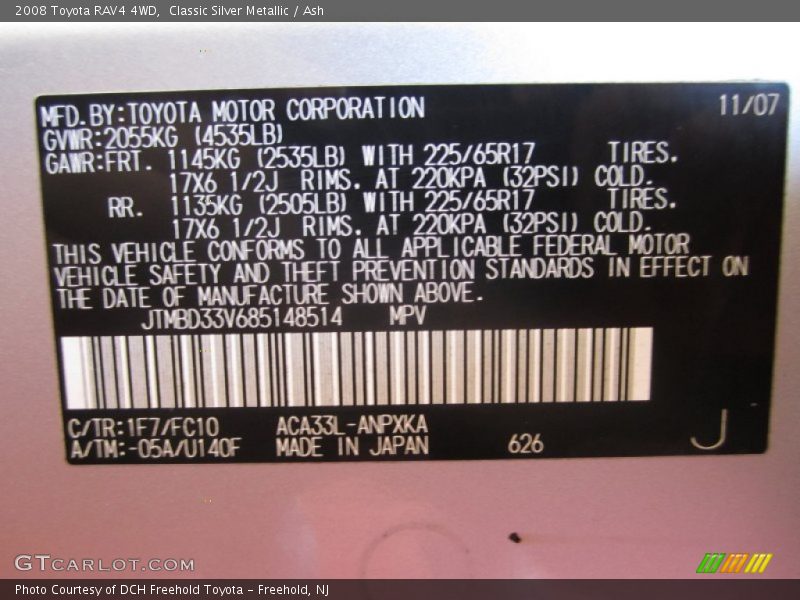 2008 Toyota RAV4 4WD,  Classic Silver Metallic / Ash
MFD.BY:TOYOTA MOTOR CORPORATION 11/07
GVWR:2055KG (4535LB)
GAWR:FRT. 1145KG (2535LB) WITH 225/65R17 TIRES.
17X6 1/2J RIMS. AT 220KPA (32PSI) COLD.
RR. 1135KG (2505LB) WITH 225/65R17 TIRES.
17X6 1/2J RIMS. AT 220KPA (32PSI) COLD.
THIS VEHICLE CONFORMS TO ALL APPLICABLE FEDERAL MOTOR
VEHICLE SAFETY AND THEFT PREVENTION STANDARDS IN EFFECT ON
THE DATE OF MANUFACTURE SHOWN ABOVE.
JTMBD33V685148514 MPV
C/TR:1F7/FC10 ACA33L-ANPXKA
A/TM:-05A/U140F MADE IN JAPAN 626 J
GTCARLOT.COM
Photo Courtesy of DCH Freehold Toyota - Freehold, NJ